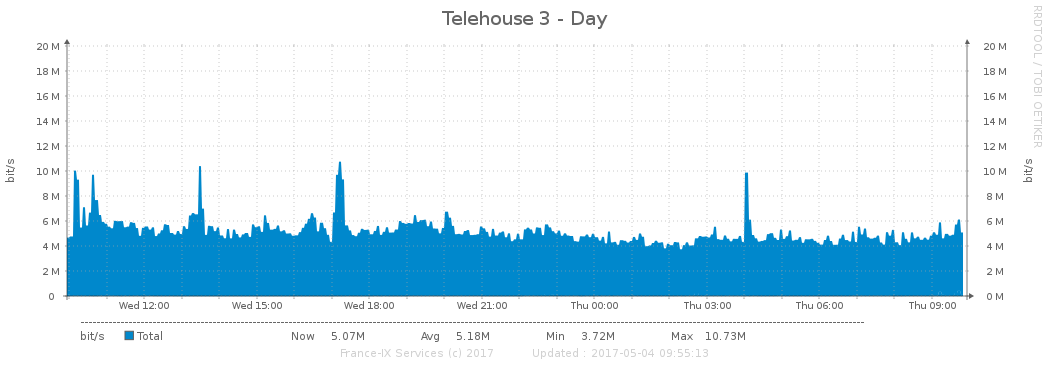 Telehouse 3 - Day
RRDTOOL / TOBI OETIKER
bit/s
bit/s
20 M 20 M
18 M 18 M
16 M 16 M
14 M 14 M
12 M 12 M
10 M 10 M
8 M 8 M
6 M 6 M
4 M 4 M
2 M 2 M
0 0 M
Wed 12:00 Wed 15:00 Wed 18:00 Wed 21:00 Thu 00:00 Thu 03:00 Thu 06:00 Thu 09:00
bit/s Total Now 5.07M Avg 5.18M Min 3.72M Max 10.73M
France-IX Services (c) 2017 Updated : 2017-05-04 09:55:13